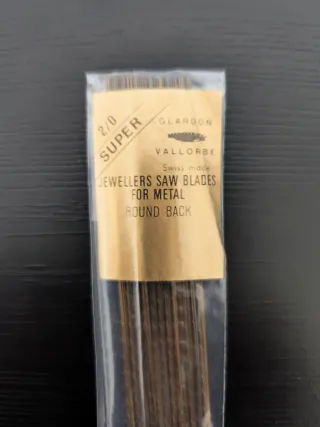 2/0
SUPER
GLARDON
VALLORBE
Swiss made
JEWELLERS SAW BLADES
FOR METAL
ROUND BACK